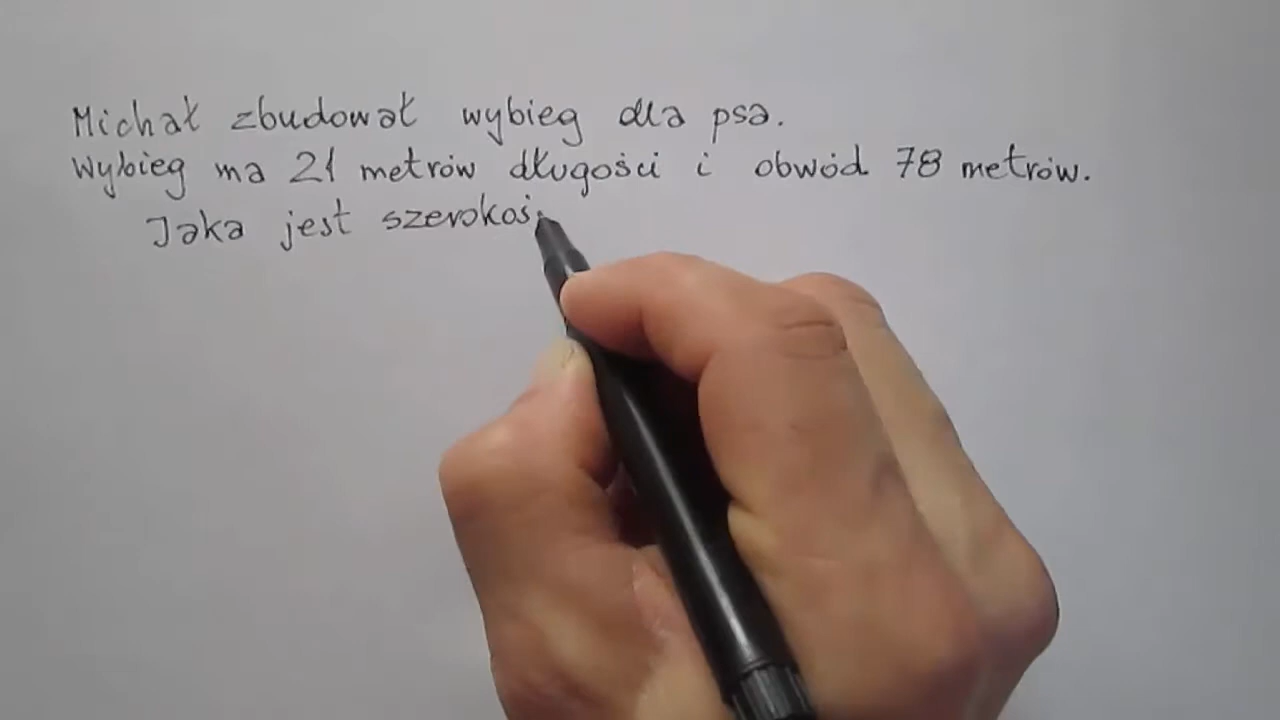 Michał zbudował wybieg dla psa.
Wybieg ma 21 metrów długości i obwód 78 metrów.
Jaka jest szerokoś